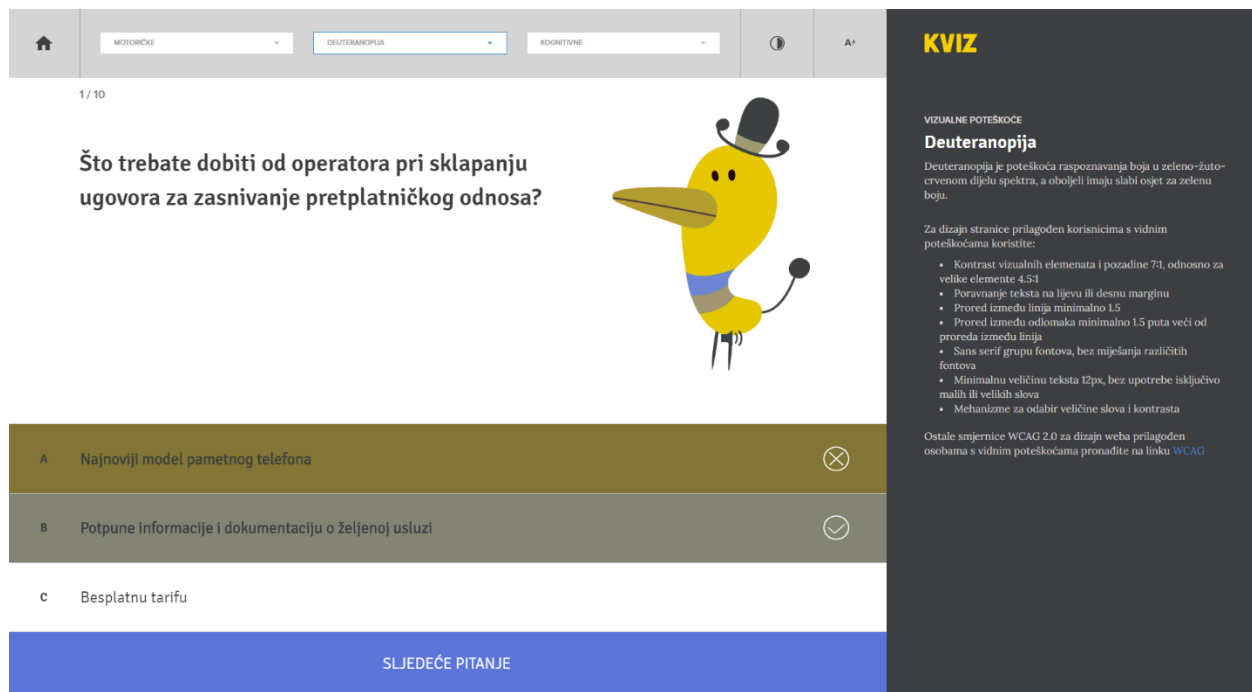 MOTORIČKE
DEUTERANOPIJA
KOGNITIVNE
A+
1 / 10
Što trebate dobiti od operatora pri sklapanju
ugovora za zasnivanje pretplatničkog odnosa?
A Najnoviji model pametnog telefona
B Potpune informacije i dokumentaciju o željenoj usluzi
C Besplatnu tarifu
SLJEDEĆE PITANJE
KVIZ
VIZUALNE POTEŠKOĆE
Deuteranopija
Deuteranopija je poteškoća raspoznavanja boja u zeleno-žuto-
crvenom dijelu spektra, a oboljeli imaju slabi osjet za zelenu
boju.
Za dizajn stranice prilagođen korisnicima s vidnim
poteškoćama koristite:
• Kontrast vizualnih elemenata i pozadine 7:1, odnosno za
velike elemente 4.5:1
• Poravnanje teksta na lijevu ili desnu marginu
• Prored između linija minimalno 1.5
• Prored između odlomaka minimalno 1.5 puta veći od
proreda između linija
• Sans serif grupu fontova, bez miješanja različitih
fontova
• Minimalnu veličinu teksta 12px, bez upotrebe isključivo
malih ili velikih slova
• Mehanizme za odabir veličine slova i kontrasta
Ostale smjernice WCAG 2.0 za dizajn weba prilagođen
osobama s vidnim poteškoćama pronađite na linku WCAG